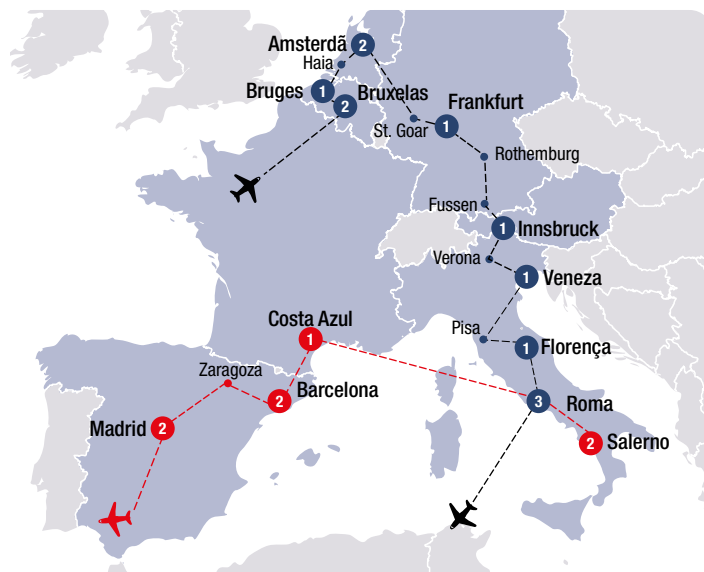 Amsterdã
2
Haia
Bruges
1
Bruxelas
2
Frankfurt
1
St. Goar
Rothemburg
Fussen
1
Innsbruck
Verona
1
Veneza
Costa Azul
1
Pisa
1
Florença
Zaragoza
2
Barcelona
3
Roma
Madrid
2
2
Salerno